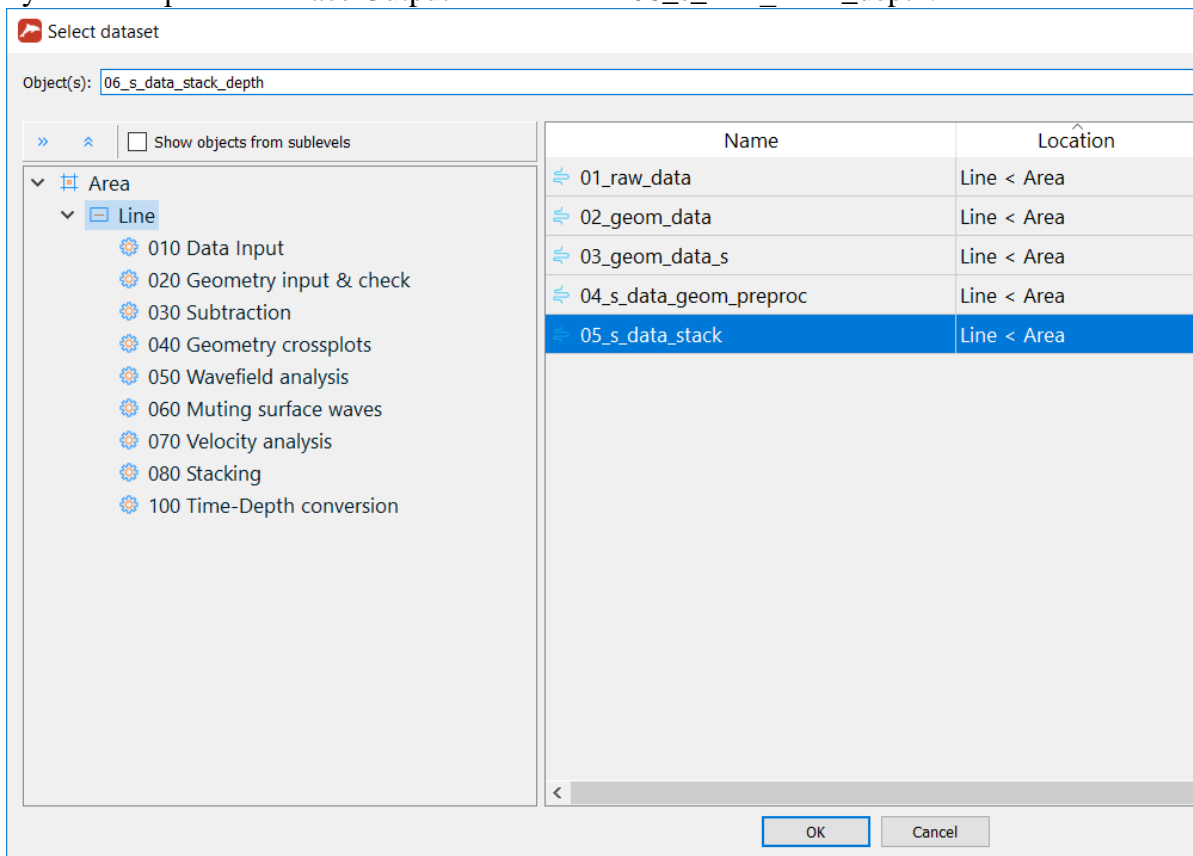 Select dataset
Object(s): 06_s_data_stack_depth
Show objects from sublevels
Area
Line
010 Data Input
020 Geometry input & check
030 Subtraction
040 Geometry crossplots
050 Wavefield analysis
060 Muting surface waves
070 Velocity analysis
080 Stacking
100 Time-Depth conversion
Name Location
01_raw_data Line < Area
02_geom_data Line < Area
03_geom_data_s Line < Area
04_s_data_geom_preproc Line < Area
05_s_data_stack Line < Area
OK Cancel